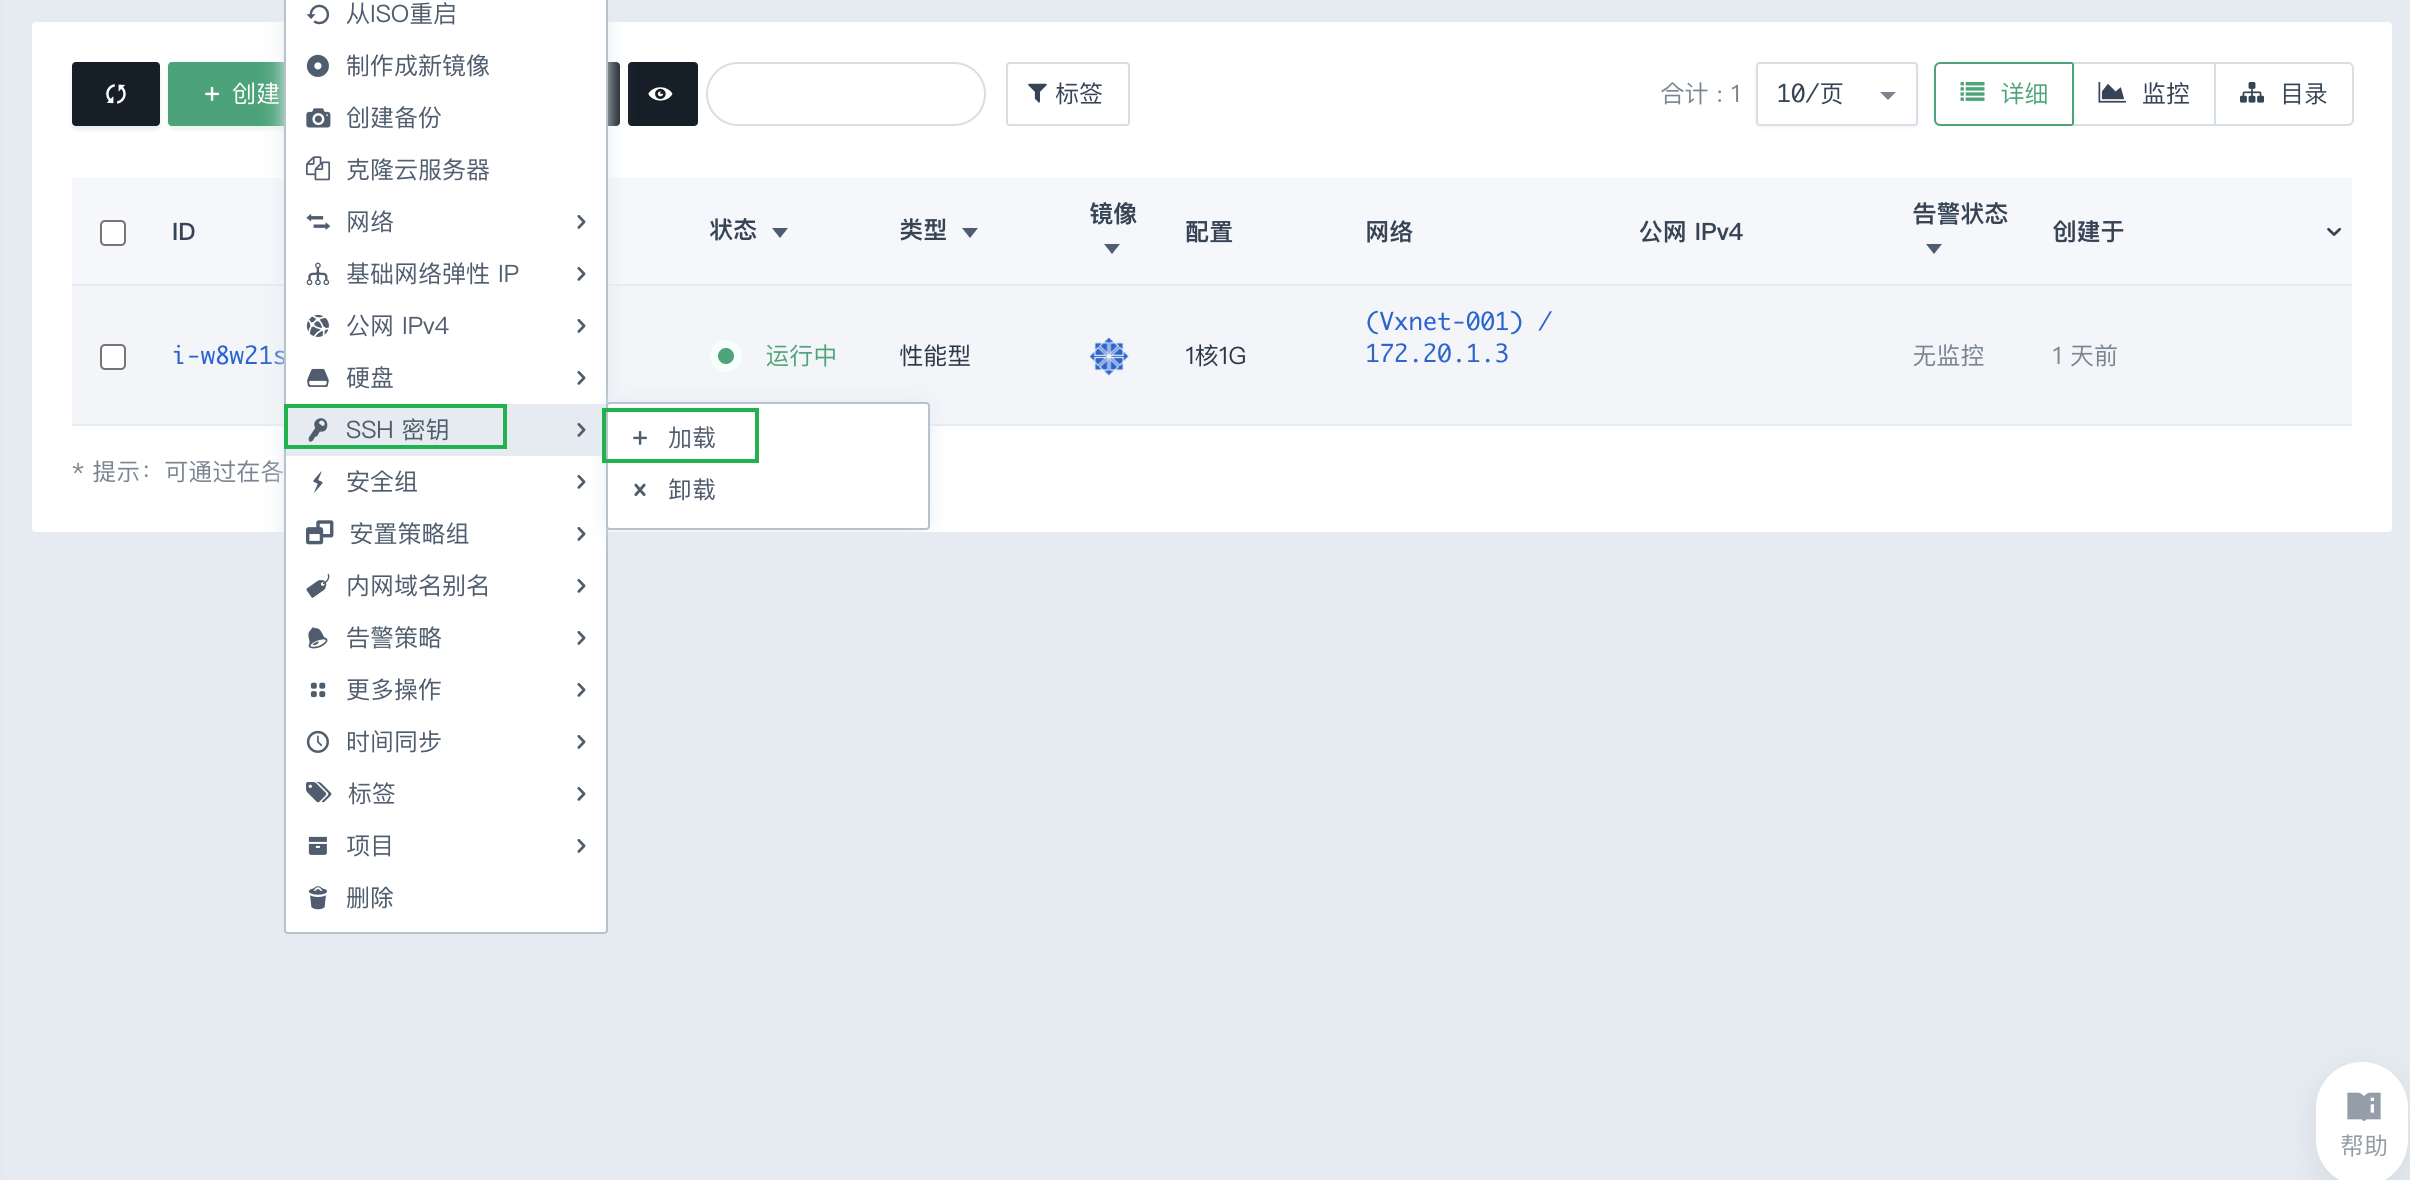 从ISO重启
制作成新镜像
创建备份
克隆云服务器
网络
基础网络弹性 IP
公网 IPv4
硬盘
SSH 密钥
安全组
安置策略组
内网域名别名
告警策略
更多操作
时间同步
标签
项目
删除
加载
卸载
+ 创建
标签
合计 : 1
10/页
详细
监控
目录
ID
状态
类型
镜像
配置
网络
公网 IPv4
告警状态
创建于
i-w8w21s
运行中
性能型
1核1G
(Vxnet-001) /
172.20.1.3
无监控
1 天前
* 提示：可通过在各
帮助